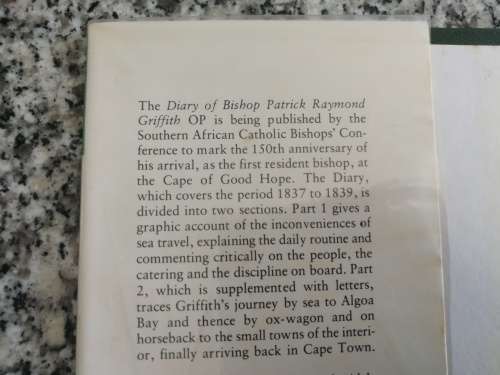 The Diary of Bishop Patrick Raymond
Griffith OP is being published by the
Southern African Catholic Bishops' Con-
ference to mark the 150th anniversary of
his arrival, as the first resident bishop, at
the Cape of Good Hope. The Diary,
which covers the period 1837 to 1839, is
divided into two sections. Part 1 gives a
graphic account of the inconveniences of
sea travel, explaining the daily routine and
commenting critically on the people, the
catering and the discipline on board. Part
2, which is supplemented with letters,
traces Griffith's journey by sea to Algoa
Bay and thence by ox-wagon and on
horseback to the small towns of the interi-
or, finally arriving back in Cape Town.